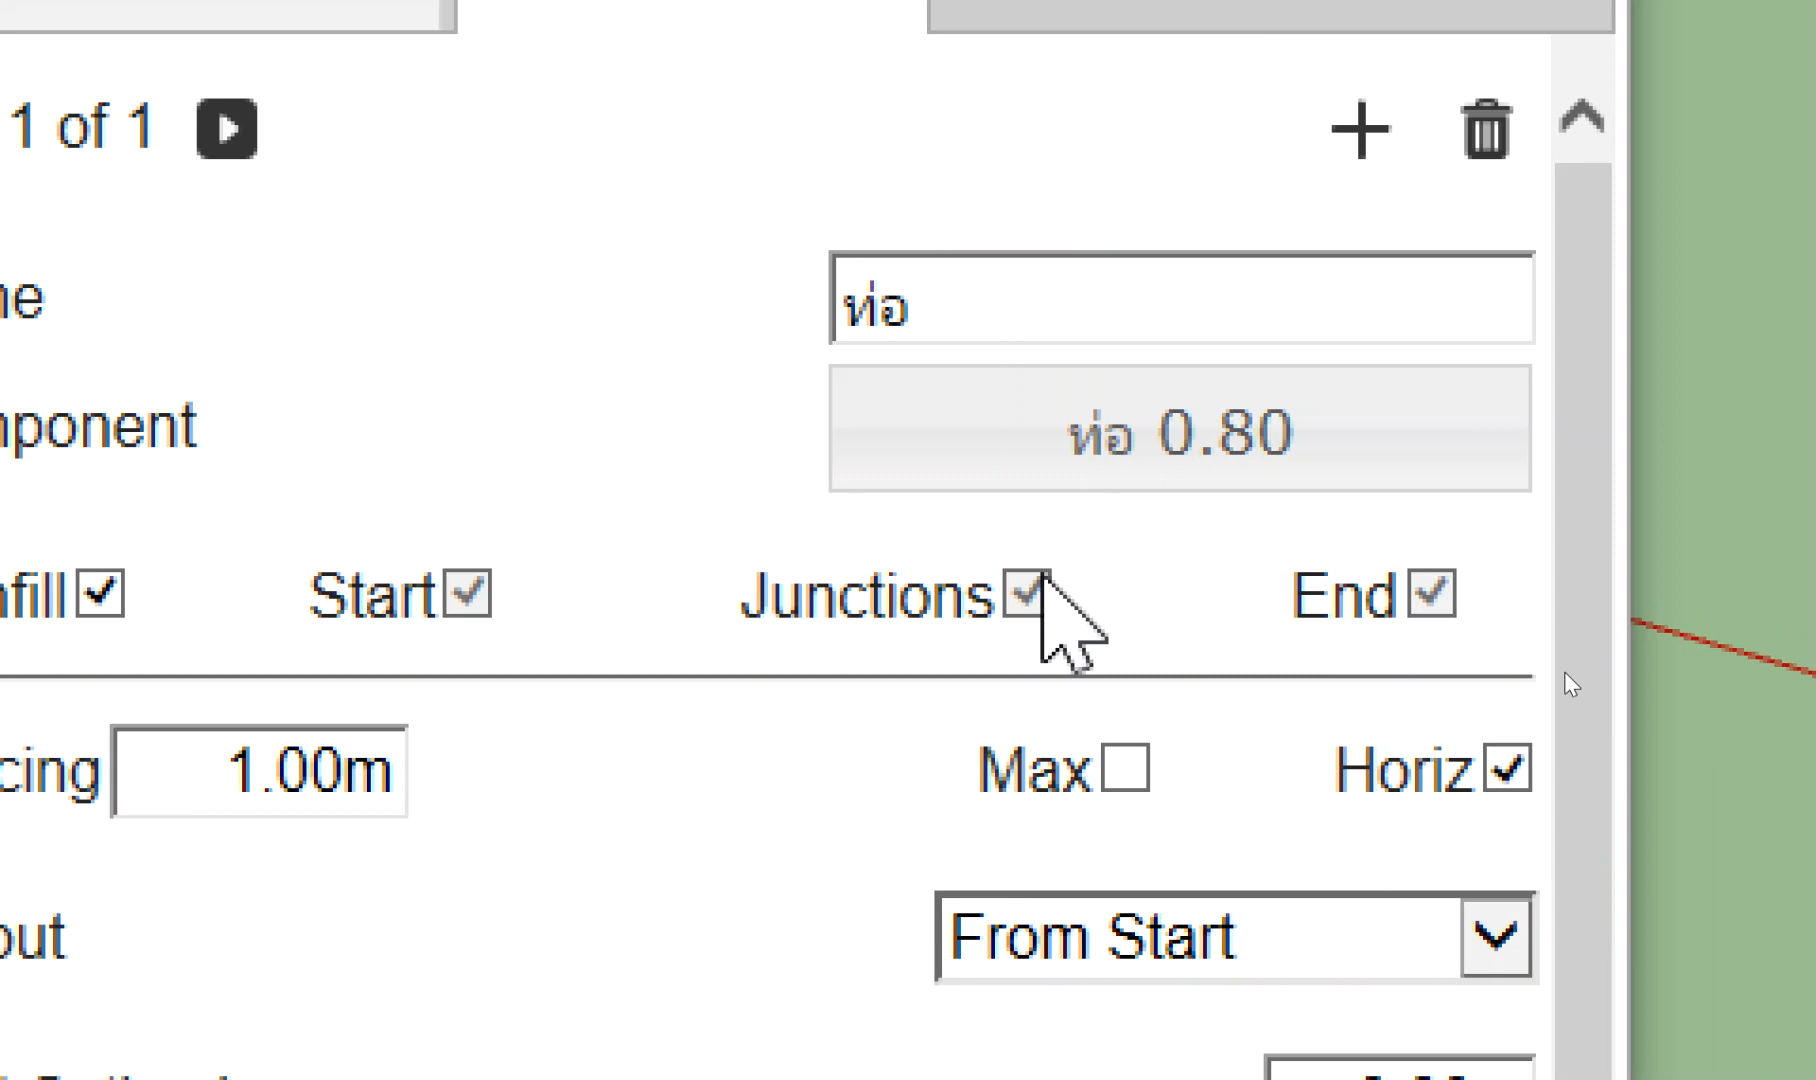 1 of 1
ne
ท่อ
nponent
ท่อ 0.80
nfill Start Junctions End
cing 1.00m Max Horiz
out
From Start